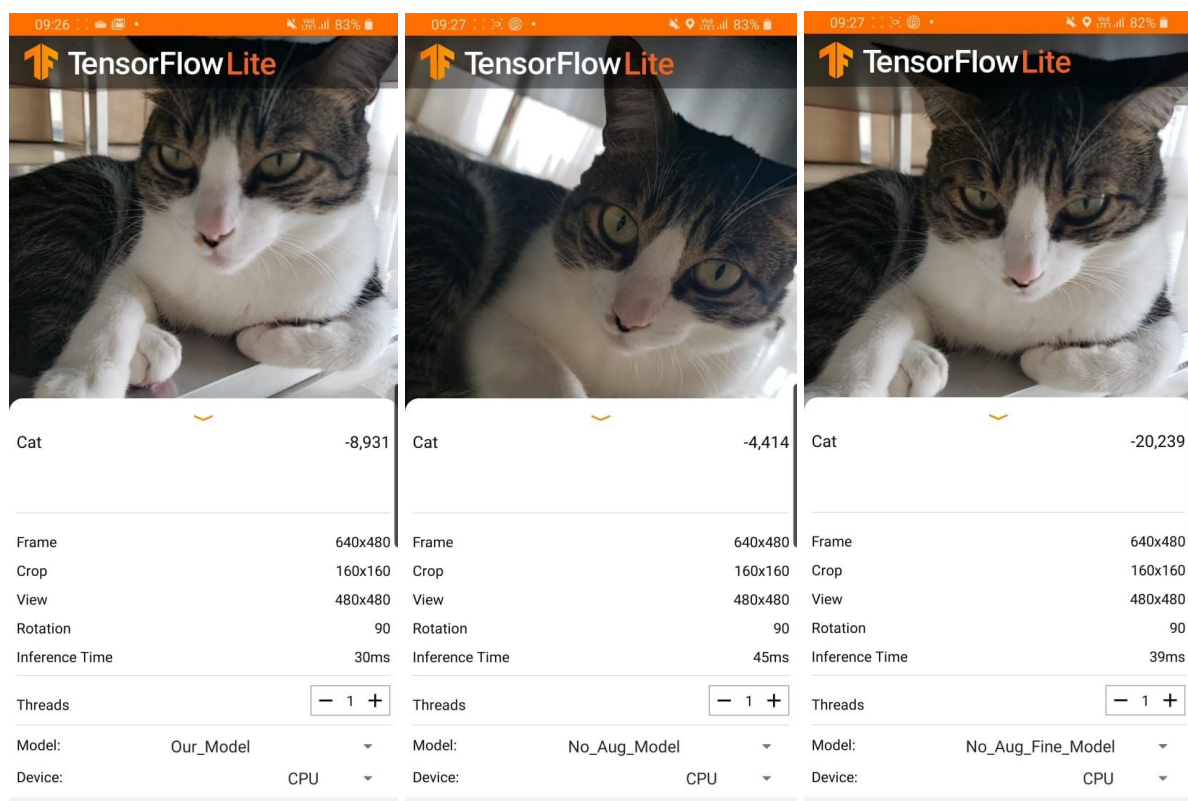 09:26
Voll LTE1 83%
TensorFlow Lite
Cat -8,931
Frame 640x480
Crop 160x160
View 480x480
Rotation 90
Inference Time 30ms
Threads 1
Model: Our_Model
Device: CPU
09:27
83%
TensorFlow Lite
Cat -4,414
Frame 640x480
Crop 160x160
View 480x480
Rotation 90
Inference Time 45ms
Threads 1
Model: No_Aug_Model
Device: CPU
09:27
82%
TensorFlow Lite
Cat -20,239
Frame 640x480
Crop 160x160
View 480x480
Rotation 90
Inference Time 39ms
Threads 1
Model: No_Aug_Fine_Model
Device: CPU